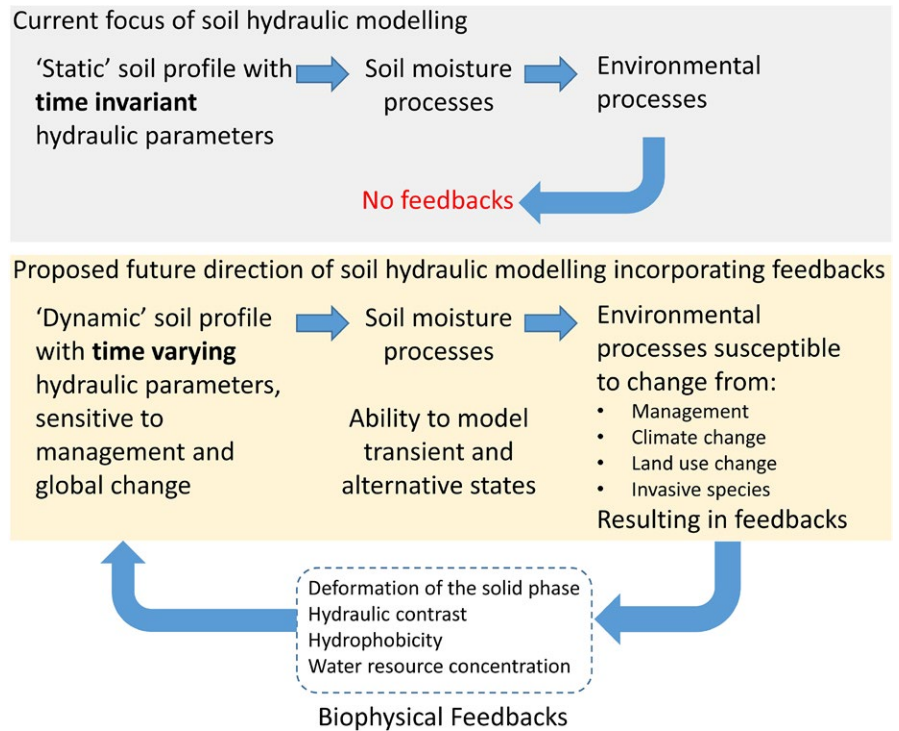 Current focus of soil hydraulic modelling
‘Static’ soil profile with
time invariant
hydraulic parameters
Soil moisture
processes
Environmental
processes
No feedbacks
Proposed future direction of soil hydraulic modelling incorporating feedbacks
‘Dynamic’ soil profile
with time varying
hydraulic parameters,
sensitive to
management and
global change
Soil moisture
processes
Ability to model
transient and
alternative states
Environmental
processes susceptible
to change from:
• Management
• Climate change
• Land use change
• Invasive species
Resulting in feedbacks
Deformation of the solid phase
Hydraulic contrast
Hydrophobicity
Water resource concentration
Biophysical Feedbacks